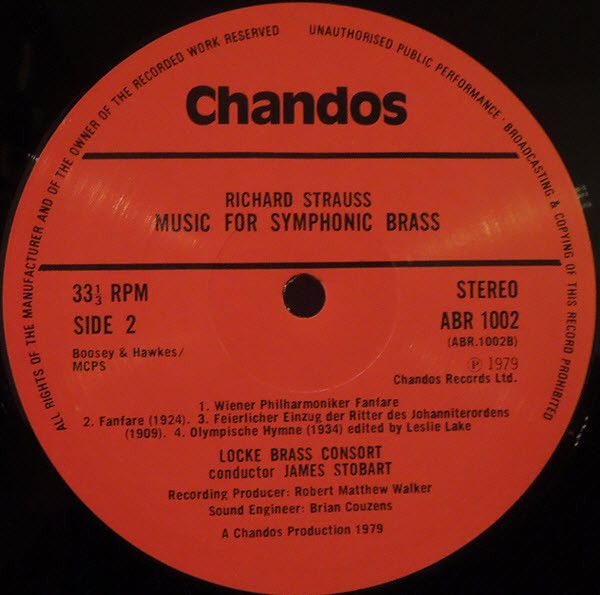 ALL RIGHTS OF THE MANUFACTURER AND OF THE OWNER OF THE RECORDED WORK RESERVED
UNAUTHORISED PUBLIC PERFORMANCE · BROADCASTING & COPYING OF THIS RECORD PROHIBITED
Chandos
RICHARD STRAUSS
MUSIC FOR SYMPHONIC BRASS
33⅓ RPM
SIDE 2
Boosey & Hawkes/
MCPS
STEREO
ABR 1002
(ABR.1002B)
℗ 1979
Chandos Records Ltd.
1. Wiener Philharmoniker Fanfare
2. Fanfare (1924). 3. Feierlicher Einzug der Ritter des Johanniterordens
(1909). 4. Olympische Hymne (1934) edited by Leslie Lake
LOCKE BRASS CONSORT
conductor JAMES STOBART
Recording Producer: Robert Matthew Walker
Sound Engineer: Brian Couzens
A Chandos Production 1979